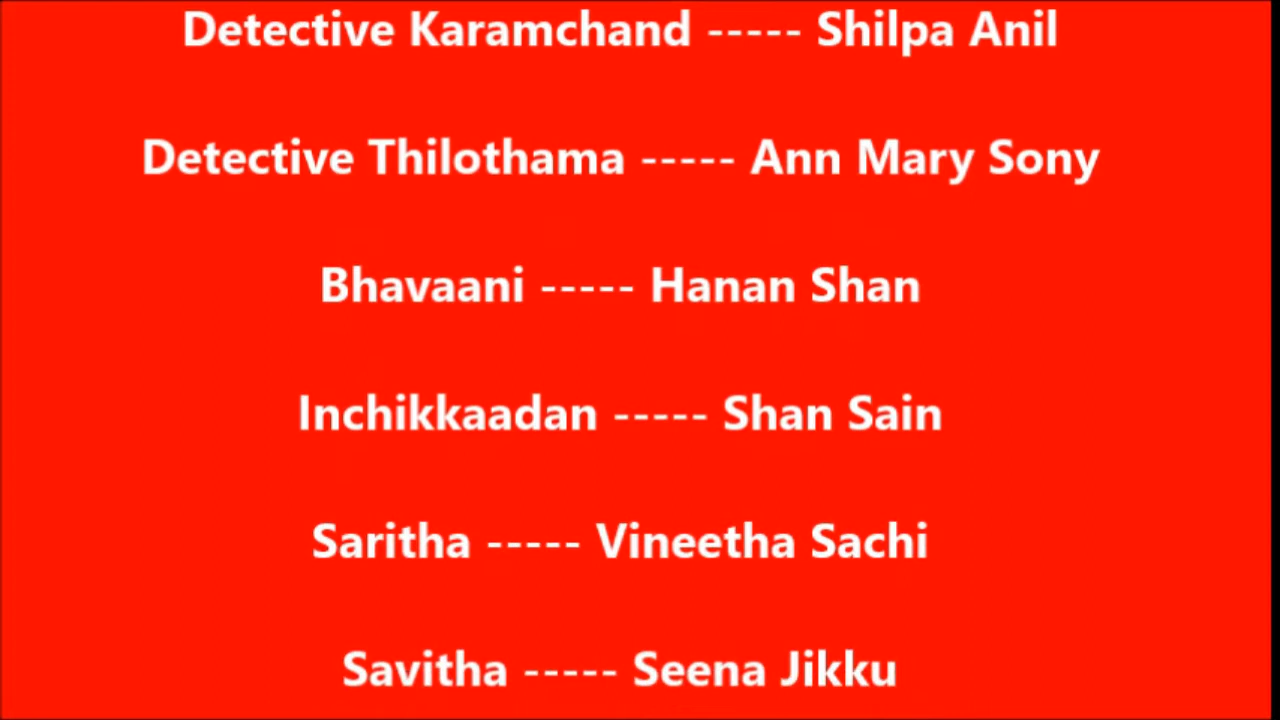 Detective Karamchand ----- Shilpa Anil
Detective Thilothama ----- Ann Mary Sony
Bhavaani ----- Hanan Shan
Inchikkaadan ----- Shan Sain
Saritha ----- Vineetha Sachi
Savitha ----- Seena Jikku